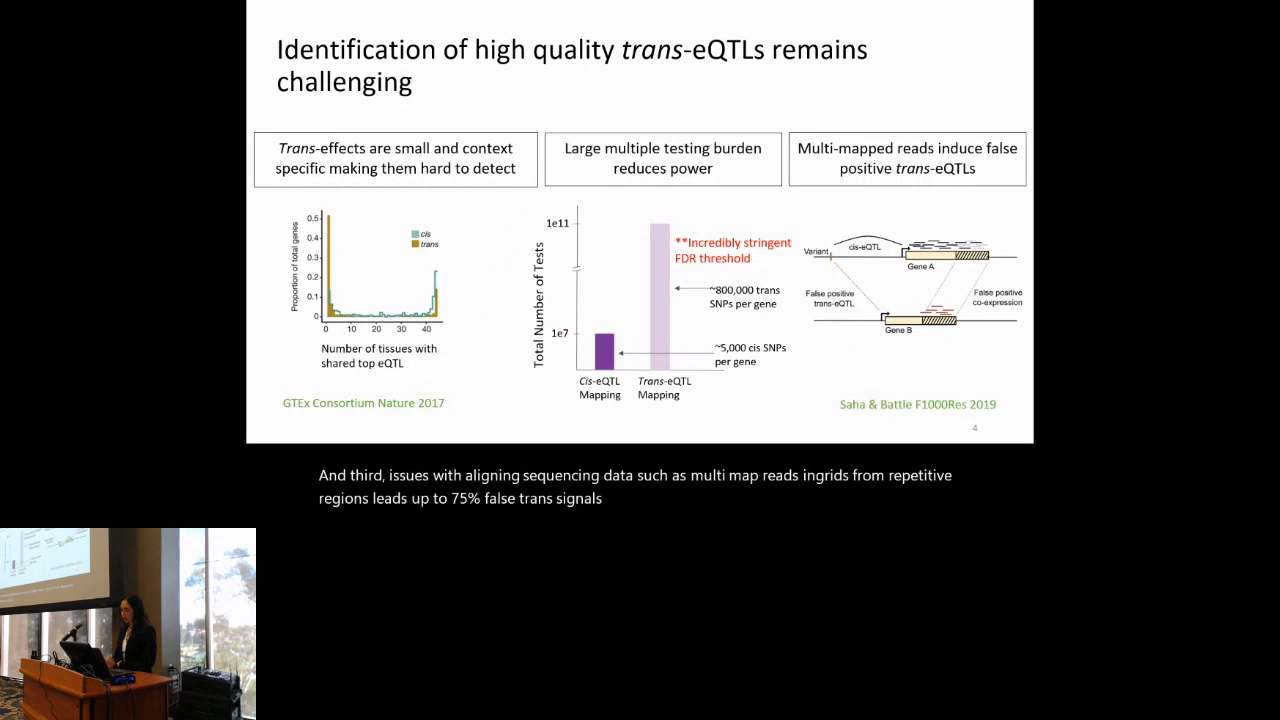 Identification of high quality trans-eQTLs remains
challenging
Trans-effects are small and context
specific making them hard to detect
Large multiple testing burden
reduces power
Multi-mapped reads induce false
positive trans-eQTLs
Proportion of total genes
0.5
0.4
0.3
0.2
0.1
0
0 10 20 30 40
cis
trans
Number of tissues with
shared top eQTL
GTEx Consortium Nature 2017
Total Number of Tests
1e11
1e7
**Incredibly stringent
FDR threshold
~800,000 trans
SNPs per gene
~5,000 cis SNPs
per gene
Cis-eQTL
Mapping
Trans-eQTL
Mapping
Variant
cis-eQTL
Gene A
False positive
trans-eQTL
False positive
co-expression
Gene B
Saha & Battle F1000Res 2019
4
And third, issues with aligning sequencing data such as multi map reads ingrids from repetitive
regions leads up to 75% false trans signals